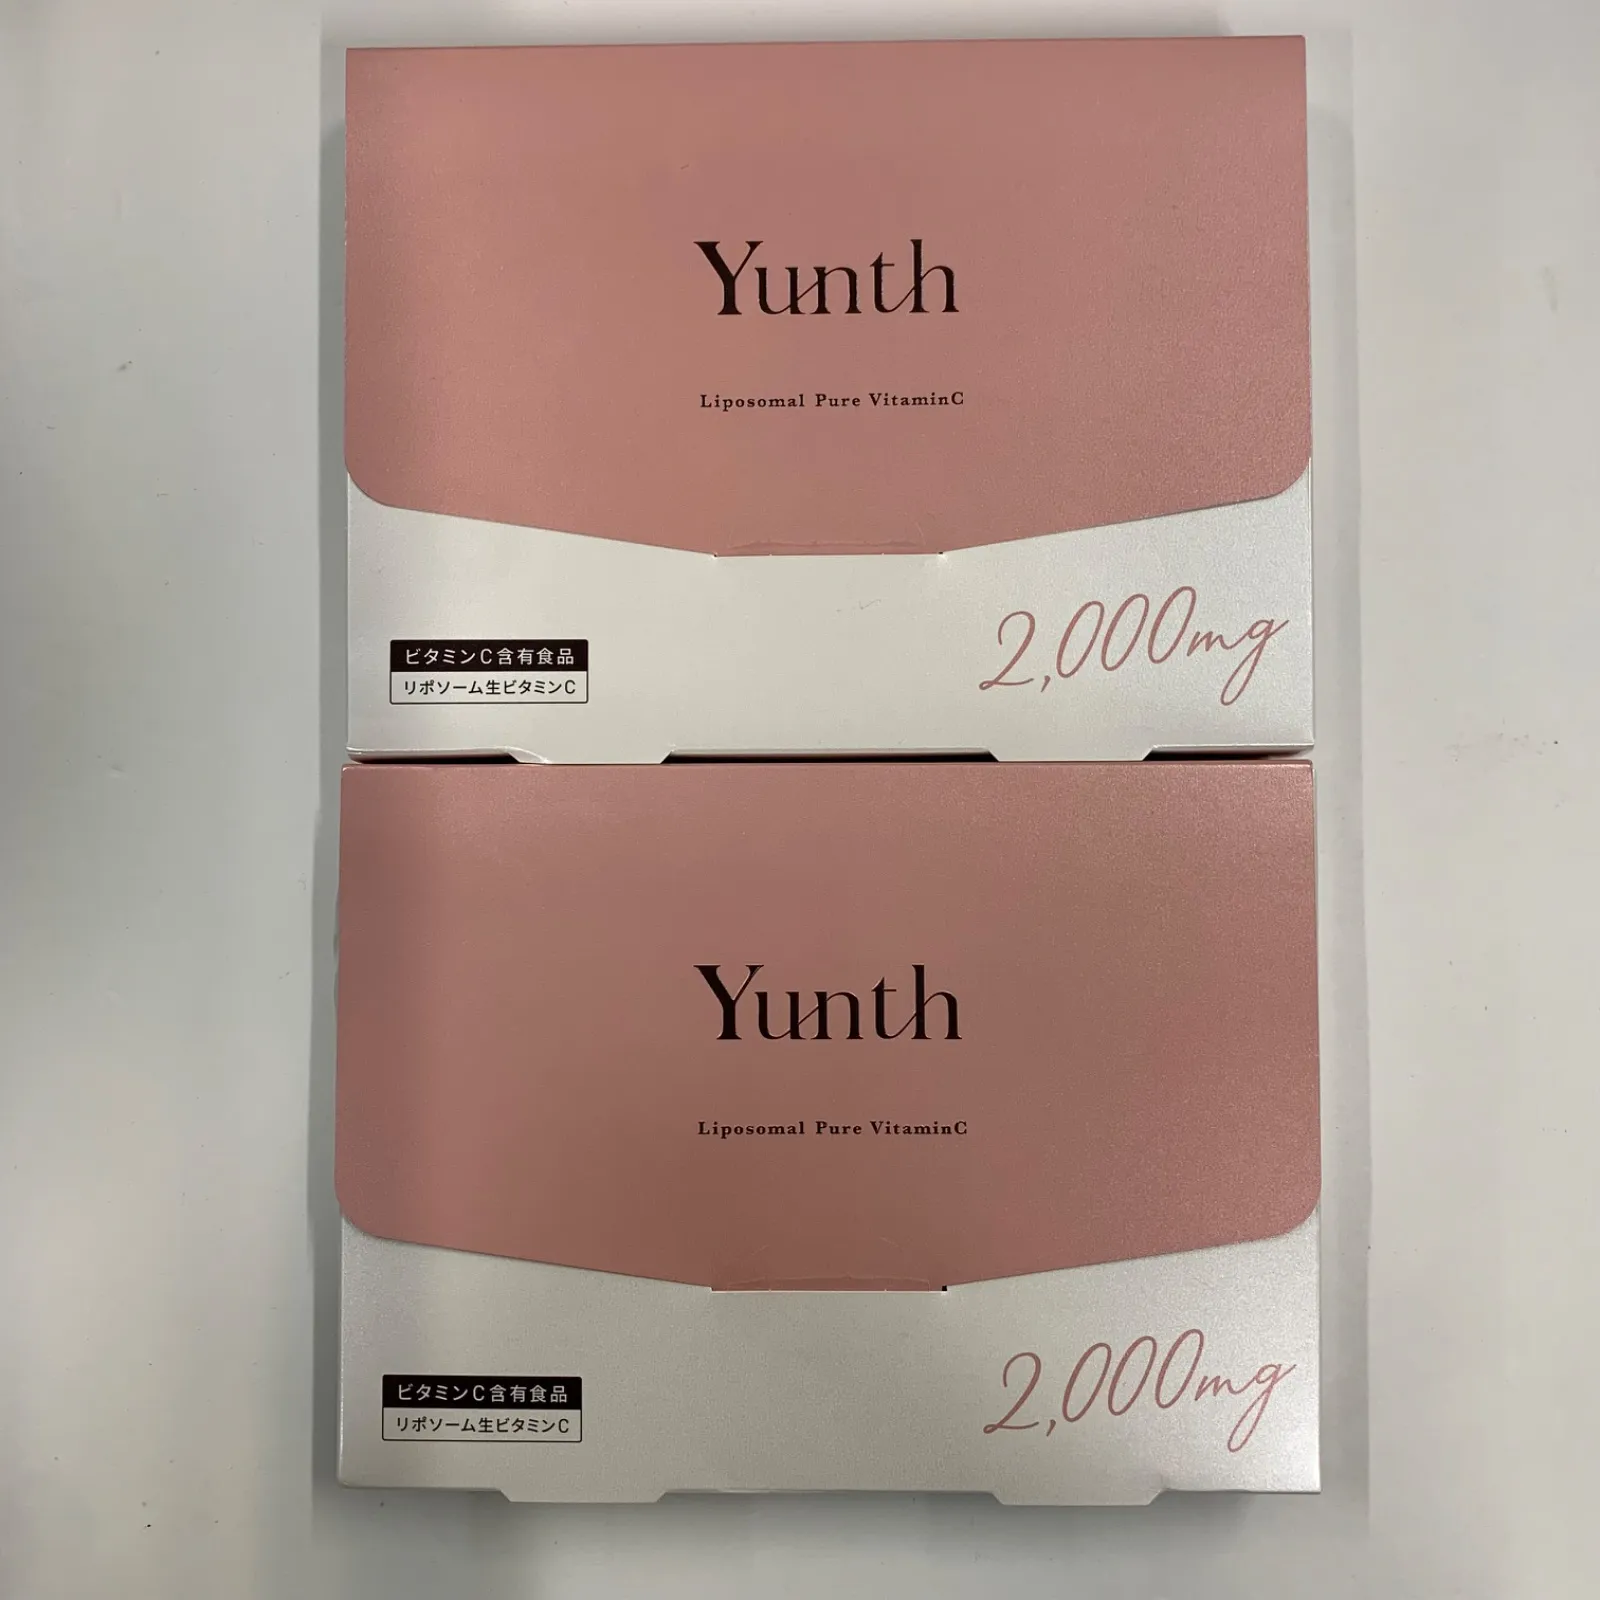 Yunth
Liposomal Pure VitaminC
2,000mg
ビタミンC含有食品
リポソーム生ビタミンC
Yunth
Liposomal Pure VitaminC
2,000mg
ビタミンC含有食品
リポソーム生ビタミンC